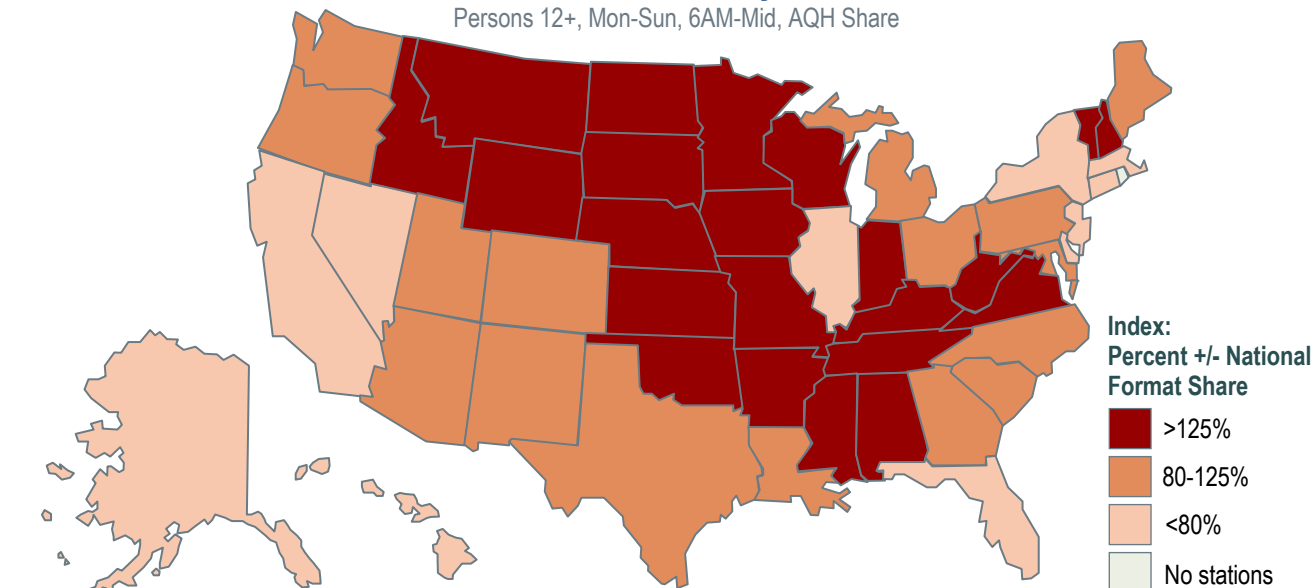 Persons 12+, Mon-Sun, 6AM-Mid, AQH Share
Index:
Percent +/- National
Format Share
>125%
80-125%
<80%
No stations